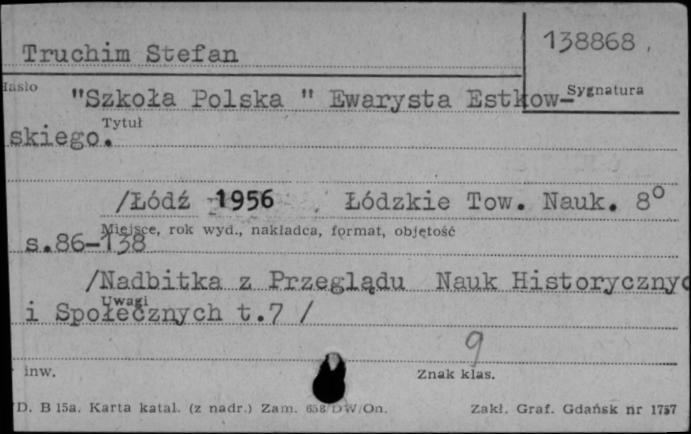 Truchim Stefan
138868.
Hasło
"Szkoła Polska " Ewarysta Estkow-
Sygnatura
skiego.
Tytuł
/Łódź 1956 Łódzkie Tow. Nauk. 8°
Miejsce, rok wyd., nakładca, format, objętość
s.86-138
/Nadbitka z Przeglądu Nauk Historyczny
Uwagi
i Społecznych t.7 /
9
inw.
Znak klas.
D. B 15a. Karta katal. (z nadr.) Zam. 658/DW/On. Zakł. Graf. Gdańsk nr 1757